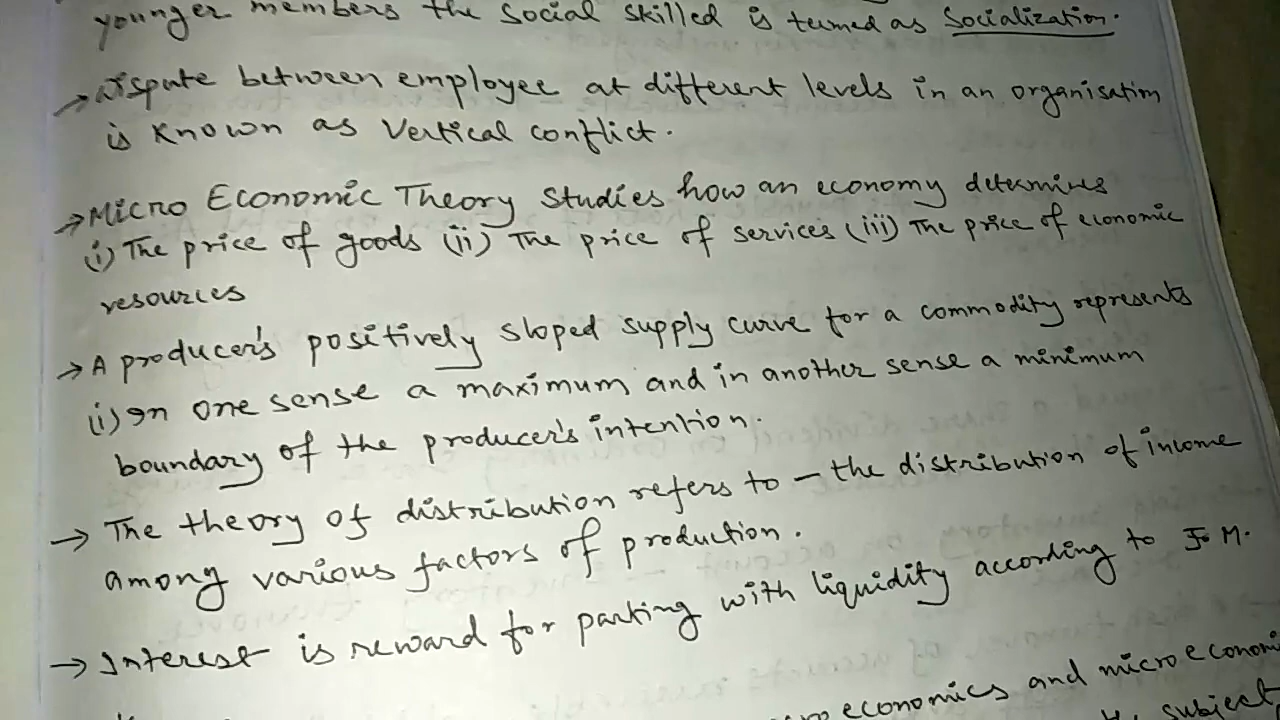 younger members the social skilled is termed as Socialization.
→ Dispute between employee at different levels in an organisation
is known as Vertical conflict.
→ Micro Economic Theory Studies how an economy determines
(i) The price of goods (ii) The price of services (iii) The price of economic
resources
→ A producer's positively sloped supply curve for a commodity represents
(i) In one sense a maximum and in another sense a minimum
boundary of the producer's intention.
→ The theory of distribution refers to – the distribution of income
among various factors of production.
→ Interest is reward for parting with liquidity according to J. M.
economics and micro economi
subject